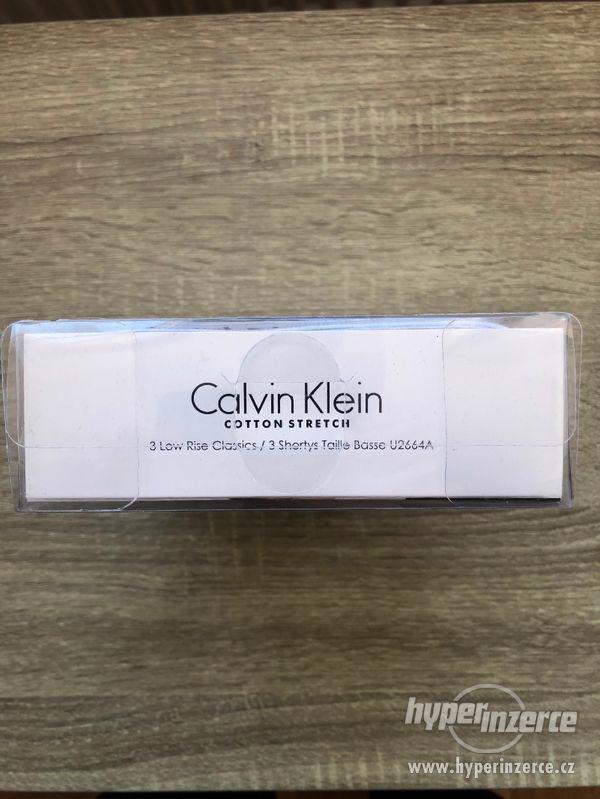 Calvin Klein
COTTON STRETCH
3 Low Rise Classics / 3 Shortys Taille Basse U2664A
hyperinzerce
www.hyperinzerce.cz